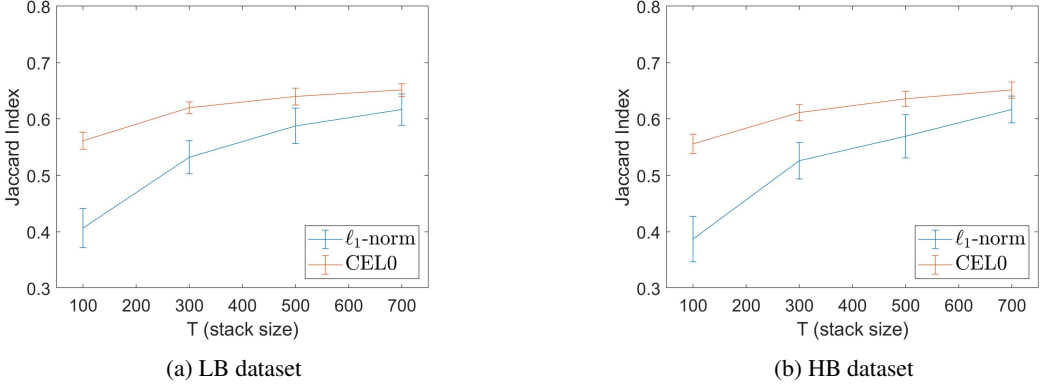 0.8
0.7
0.6
0.5
0.4
0.3
Jaccard Index
100 200 300 400 500 600 700
T (stack size)
ℓ₁-norm
CEL0
(a) LB dataset
0.8
0.7
0.6
0.5
0.4
0.3
Jaccard Index
100 200 300 400 500 600 700
T (stack size)
ℓ₁-norm
CEL0
(b) HB dataset